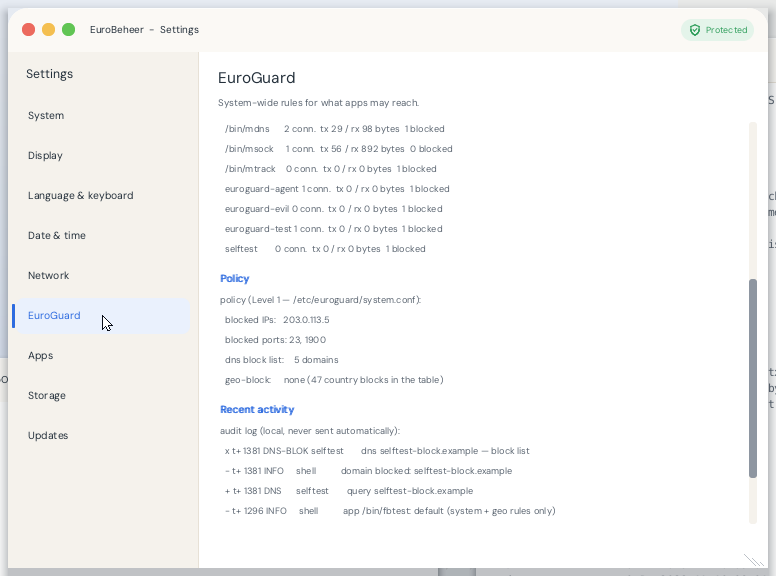 EuroBeheer - Settings
Protected
Settings
System
Display
Language & keyboard
Date & time
Network
EuroGuard
Apps
Storage
Updates
EuroGuard
System-wide rules for what apps may reach.
/bin/mdns 2 conn. tx 29 / rx 98 bytes 1 blocked
/bin/msock 1 conn. tx 56 / rx 892 bytes 0 blocked
/bin/mtrack 0 conn. tx 0 / rx 0 bytes 1 blocked
euroguard-agent 1 conn. tx 0 / rx 0 bytes 1 blocked
euroguard-evil 0 conn. tx 0 / rx 0 bytes 1 blocked
euroguard-test 1 conn. tx 0 / rx 0 bytes 1 blocked
selftest 0 conn. tx 0 / rx 0 bytes 1 blocked
Policy
policy (Level 1 — /etc/euroguard/system.conf):
blocked IPs: 203.0.113.5
blocked ports: 23, 1900
dns block list: 5 domains
geo-block: none (47 country blocks in the table)
Recent activity
audit log (local, never sent automatically):
x t+ 1381 DNS-BLOK selftest dns selftest-block.example — block list
- t+ 1381 INFO shell domain blocked: selftest-block.example
+ t+ 1381 DNS selftest query selftest-block.example
- t+ 1296 INFO shell app /bin/fbtest: default (system + geo rules only)